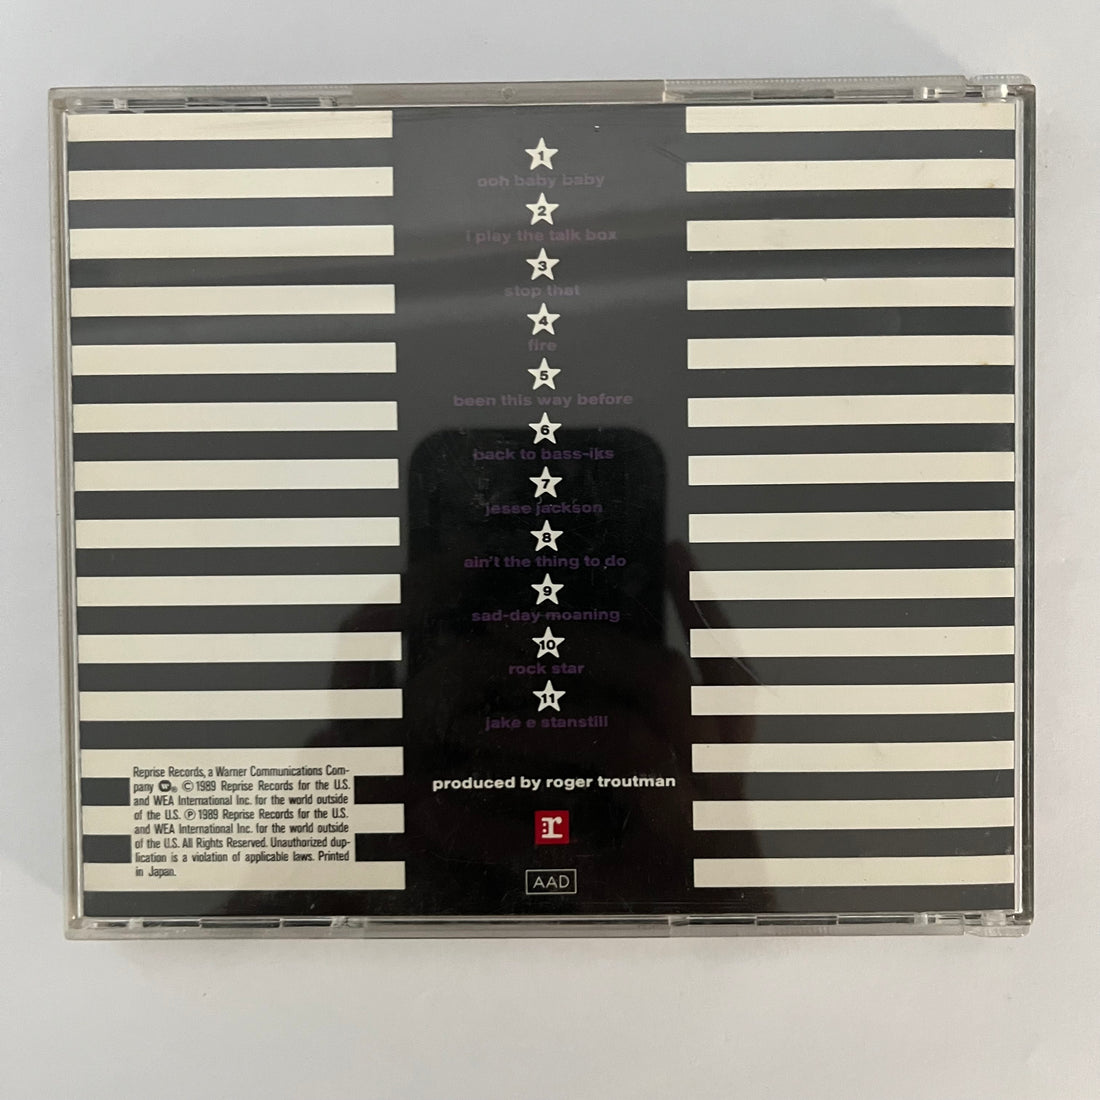 1
ooh baby baby
2
i play the talk box
3
stop that
4
fire
5
been this way before
6
back to bass-iks
7
jesse jackson
8
ain't the thing to do
9
sad-day moaning
10
rock star
11
jake e stanstill
produced by roger troutman
:r
AAD
Reprise Records, a Warner Communications Com-
pany W ® © 1989 Reprise Records for the U.S.
and WEA International Inc. for the world outside
of the U.S. ℗ 1989 Reprise Records for the U.S.
and WEA International Inc. for the world outside
of the U.S. All Rights Reserved. Unauthorized dup-
lication is a violation of applicable laws. Printed
in Japan.